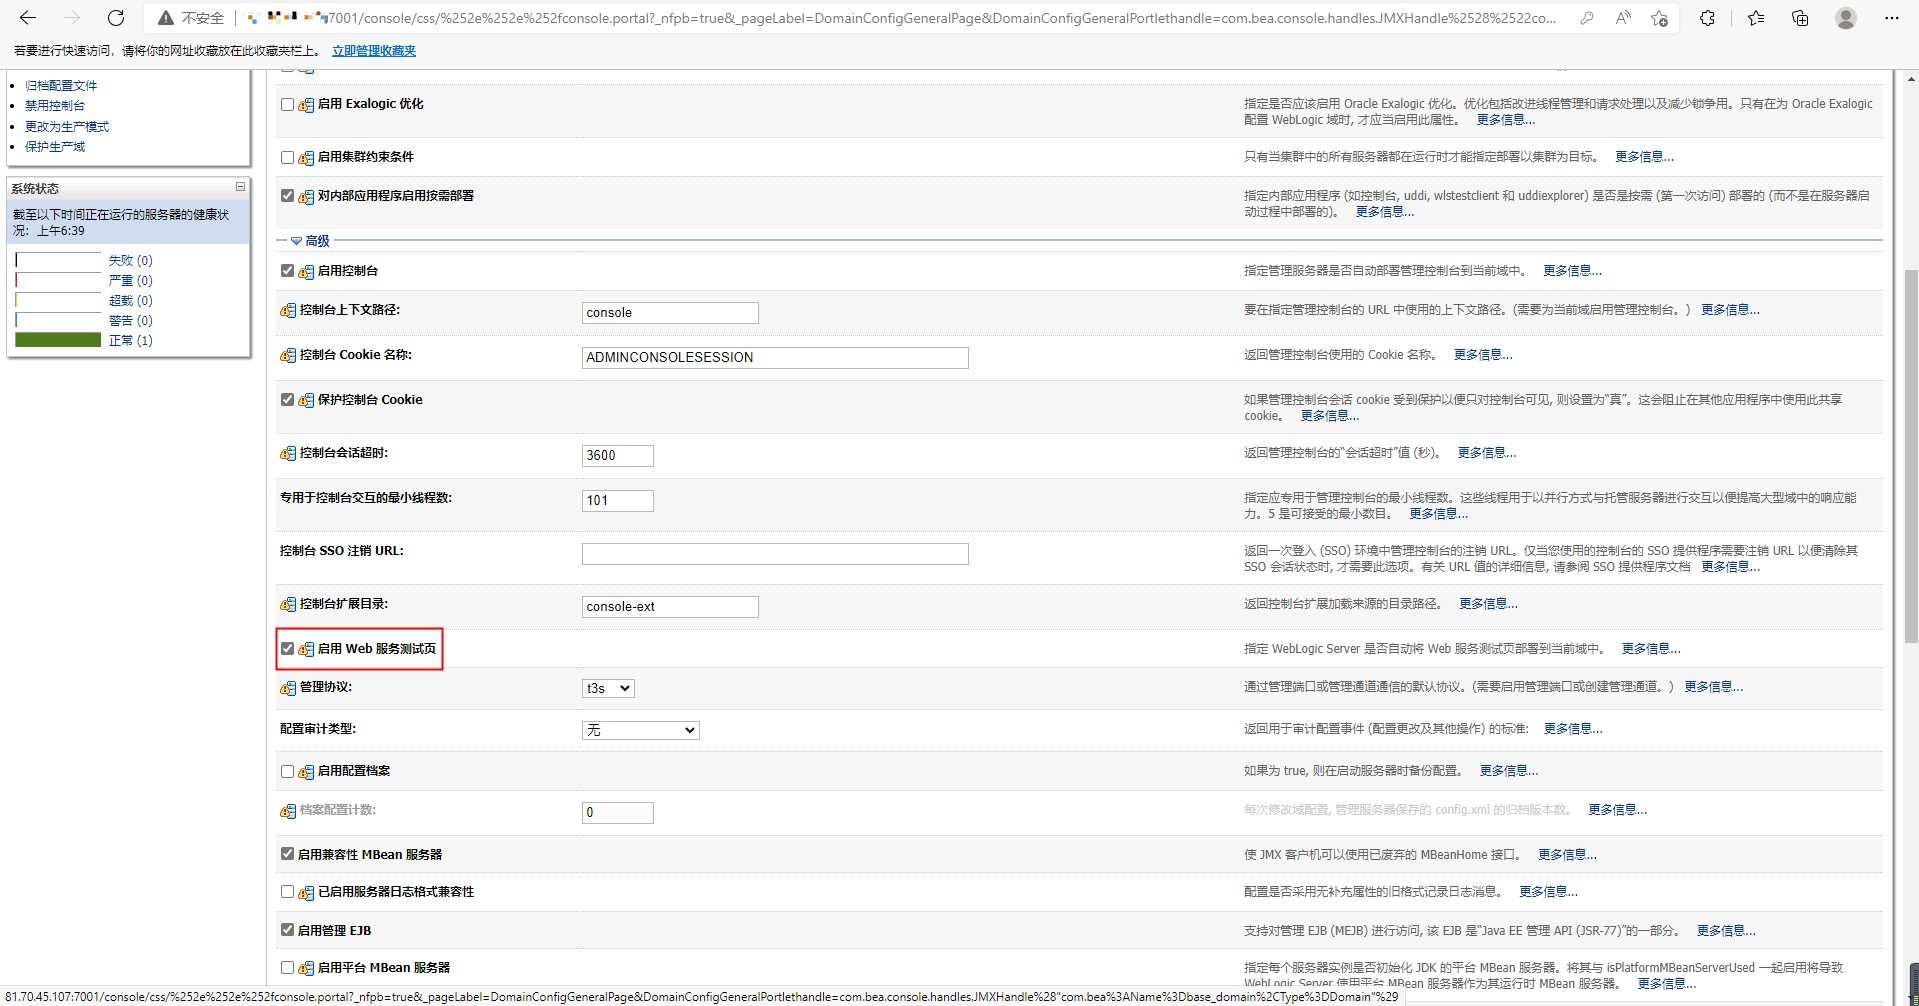 不安全
7001/console/css/%252e%252e%252fconsole.portal?_nfpb=true&_pageLabel=DomainConfigGeneralPage&DomainConfigGeneralPortlethandle=com.bea.console.handles.JMXHandle%2528%2522co...
若要进行快速访问，请将你的网址收藏放在此收藏夹栏上。 立即管理收藏夹
归档配置文件
禁用控制台
更改为生产模式
保护生产域
系统状态
截至以下时间正在运行的服务器的健康状
况: 上午6:39
失败 (0)
严重 (0)
超载 (0)
警告 (0)
正常 (1)
启用 Exalogic 优化
指定是否应该启用 Oracle Exalogic 优化。优化包括改进线程管理和请求处理以及减少锁争用。只有在为 Oracle Exalogic
配置 WebLogic 域时, 才应当启用此属性。 更多信息...
启用集群约束条件
只有当集群中的所有服务器都在运行时才能指定部署以集群为目标。 更多信息...
对内部应用程序启用按需部署
指定内部应用程序 (如控制台, uddi, wlstestclient 和 uddiexplorer) 是否是按需 (第一次访问) 部署的 (而不是在服务器启
动过程中部署的)。 更多信息...
高级
启用控制台
指定管理服务器是否自动部署管理控制台到当前域中。 更多信息...
控制台上下文路径:
console
要在指定管理控制台的 URL 中使用的上下文路径。(需要为当前域启用管理控制台。) 更多信息...
控制台 Cookie 名称:
ADMINCONSOLESESSION
返回管理控制台使用的 Cookie 名称。 更多信息...
保护控制台 Cookie
如果管理控制台会话 cookie 受到保护以便只对控制台可见, 则设置为“真”。这会阻止在其他应用程序中使用此共享
cookie。 更多信息...
控制台会话超时:
3600
返回管理控制台的“会话超时”值 (秒)。 更多信息...
专用于控制台交互的最小线程数:
101
指定应专用于管理控制台的最小线程数。这些线程用于以并行方式与托管服务器进行交互以便提高大型域中的响应能
力。5 是可接受的最小数目。 更多信息...
控制台 SSO 注销 URL:
返回一次登入 (SSO) 环境中管理控制台的注销 URL。仅当您使用的控制台的 SSO 提供程序需要注销 URL 以便清除其
SSO 会话状态时, 才需要此选项。有关 URL 值的详细信息, 请参阅 SSO 提供程序文档 更多信息...
控制台扩展目录:
console-ext
返回控制台扩展加载来源的目录路径。 更多信息...
启用 Web 服务测试页
指定 WebLogic Server 是否自动将 Web 服务测试页部署到当前域中。 更多信息...
管理协议:
t3s
通过管理端口或管理通道通信的默认协议。(需要启用管理端口或创建管理通道。) 更多信息...
配置审计类型:
无
返回用于审计配置事件 (配置更改及其他操作) 的标准: 更多信息...
启用配置档案
如果为 true, 则在启动服务器时备份配置。 更多信息...
档案配置计数:
0
每次修改域配置, 管理服务器保存的 config.xml 的归档版本数。 更多信息...
启用兼容性 MBean 服务器
使 JMX 客户机可以使用已废弃的 MBeanHome 接口。 更多信息...
已启用服务器日志格式兼容性
配置是否采用无补充属性的旧格式记录日志消息。 更多信息...
启用管理 EJB
支持对管理 EJB (MEJB) 进行访问, 该 EJB 是“Java EE 管理 API (JSR-77)”的一部分。 更多信息...
启用平台 MBean 服务器
指定每个服务器实例是否初始化 JDK 的平台 MBean 服务器。将其与 isPlatformMBeanServerUsed 一起启用将导致
WebLogic Server 使用平台 MBean 服务器作为其运行时 MBean 服务器。 更多信息...
81.70.45.107:7001/console/css/%252e%252e%252fconsole.portal?_nfpb=true&_pageLabel=DomainConfigGeneralPage&DomainConfigGeneralPortlethandle=com.bea.console.handles.JMXHandle%28"com.bea%3AName%3Dbase_domain%2CType%3DDomain"%29